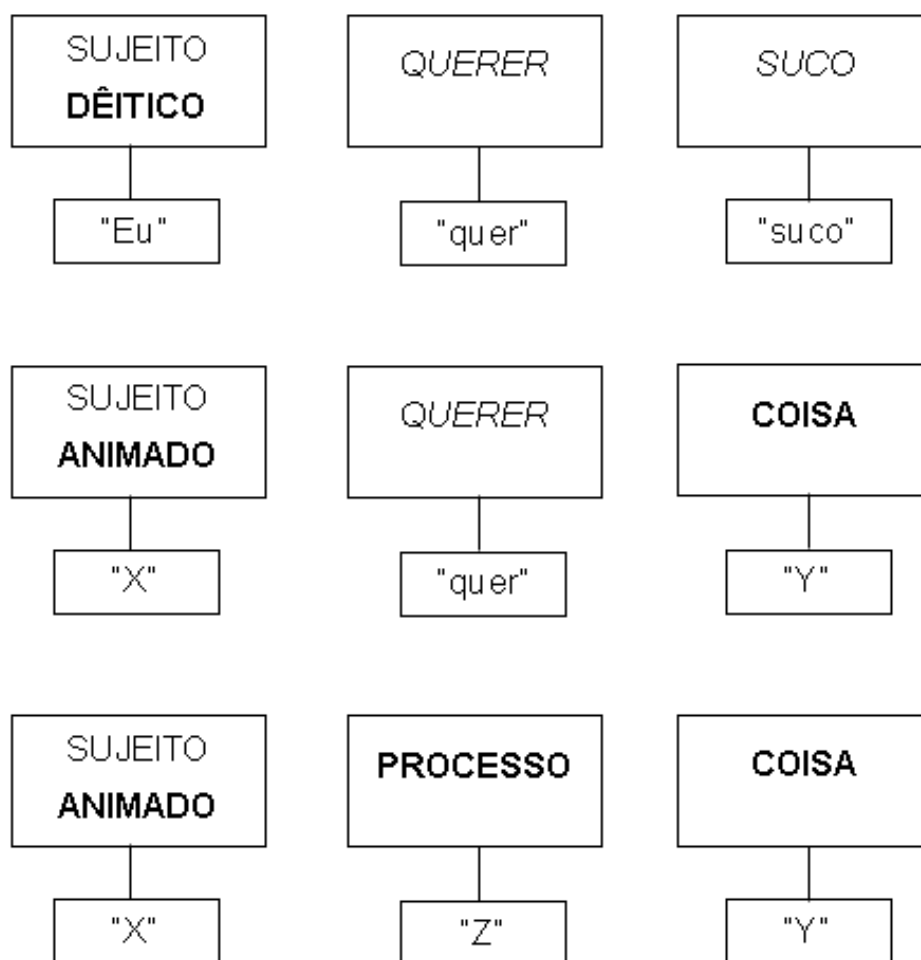 SUJEITO
DÊITICO
QUERER
SUCO
"Eu"
"quer"
"suco"
SUJEITO
ANIMADO
QUERER
COISA
"X"
"quer"
"Y"
SUJEITO
ANIMADO
PROCESSO
COISA
"X"
"Z"
"Y"